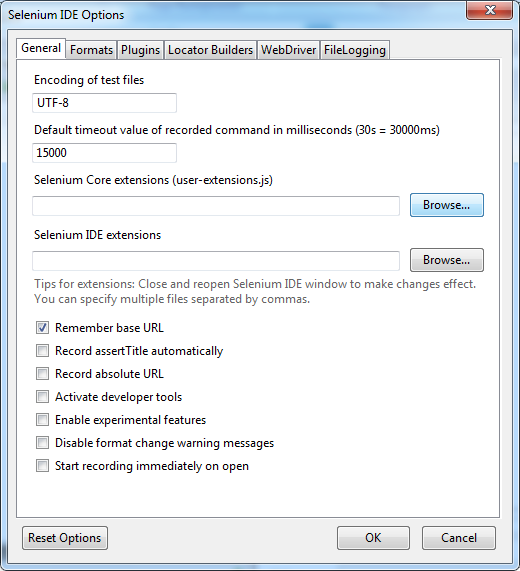 Selenium IDE Options
General Formats Plugins Locator Builders WebDriver FileLogging
Encoding of test files
UTF-8
Default timeout value of recorded command in milliseconds (30s = 30000ms)
15000
Selenium Core extensions (user-extensions.js)
Browse...
Selenium IDE extensions
Browse...
Tips for extensions: Close and reopen Selenium IDE window to make changes effect.
You can specify multiple files separated by commas.
Remember base URL
Record assertTitle automatically
Record absolute URL
Activate developer tools
Enable experimental features
Disable format change warning messages
Start recording immediately on open
Reset Options OK Cancel